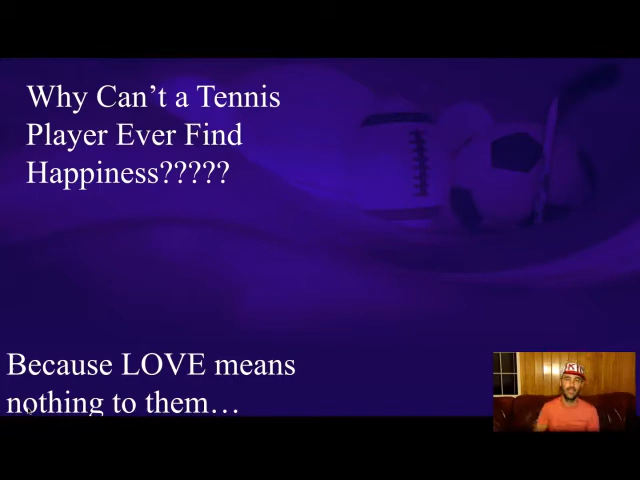 Why Can’t a Tennis
Player Ever Find
Happiness?????
Because LOVE means
nothing to them…